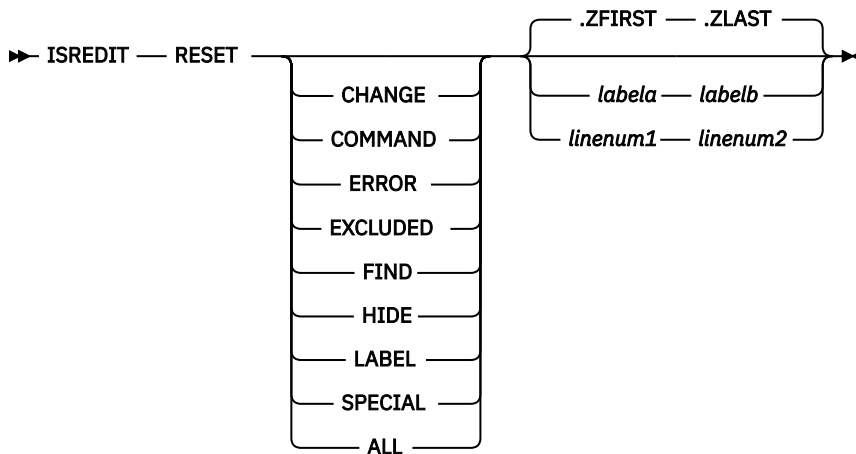 .ZFIRST .ZLAST
ISREDIT RESET
CHANGE labela labelb
COMMAND linenum1 linenum2
ERROR
EXCLUDED
FIND
HIDE
LABEL
SPECIAL
ALL